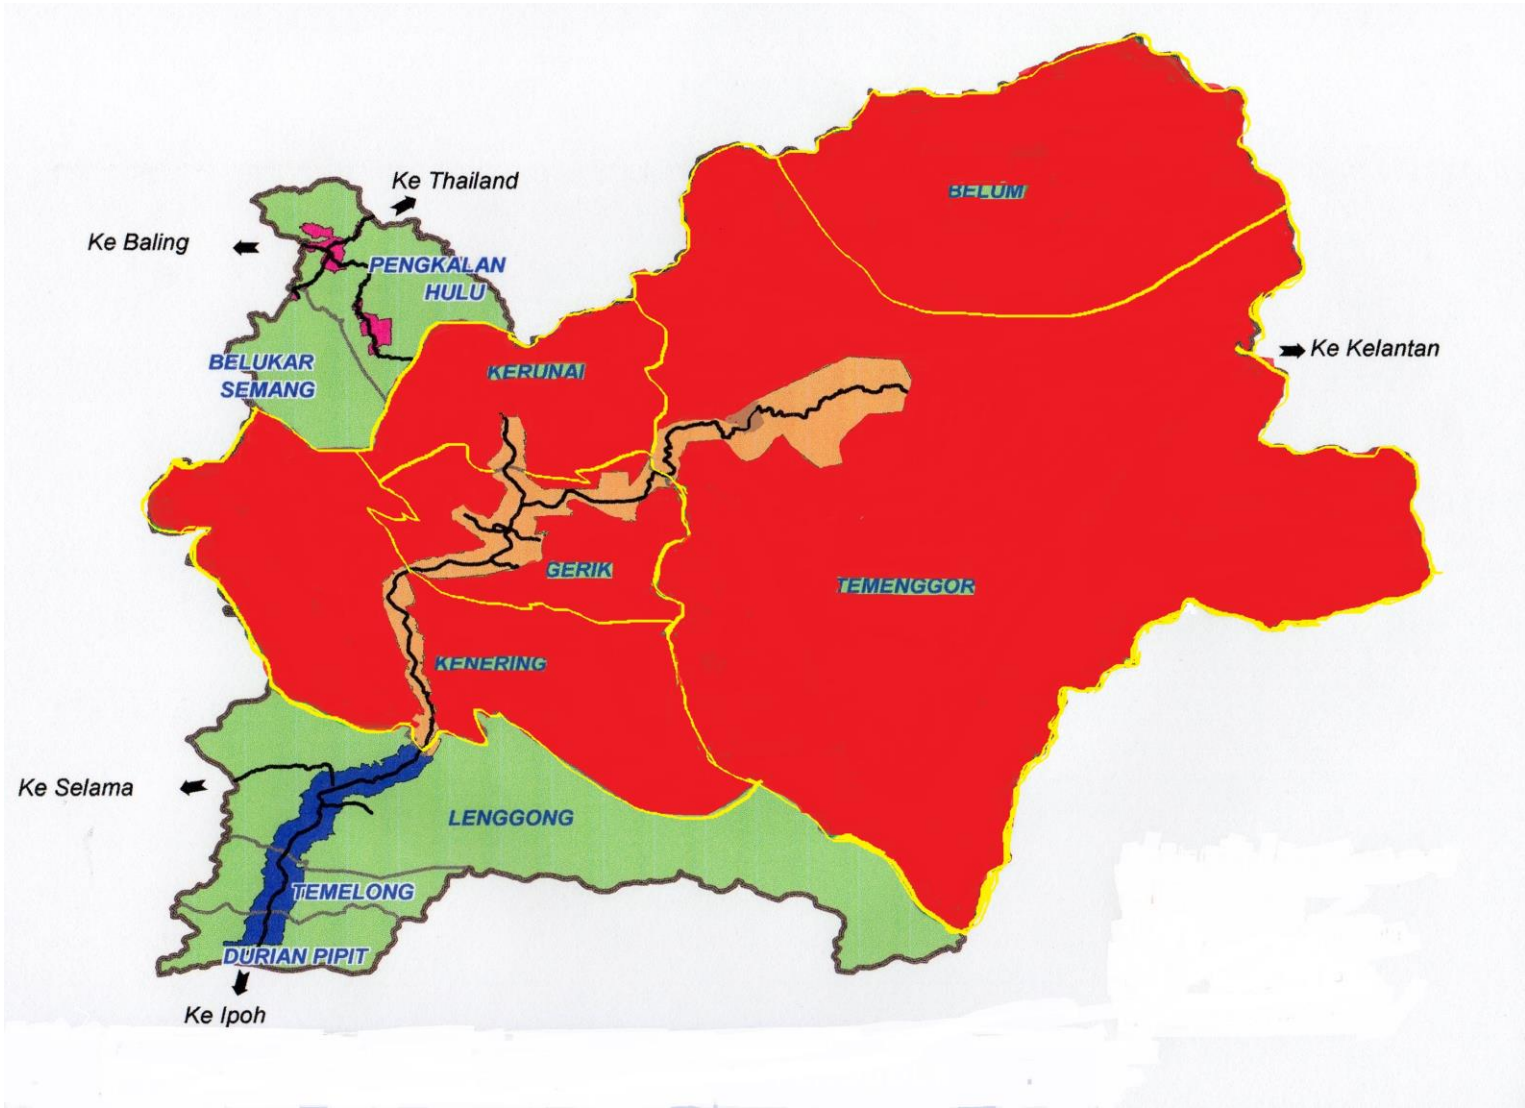 Ke Thailand
BELUM
Ke Baling
PENGKALAN
HULU
Ke Kelantan
BELUKAR
SEMANG
KERUNAI
GERIK
TEMENGGOR
KENERING
Ke Selama
LENGGONG
TEMELONG
DURIAN PIPIT
Ke Ipoh